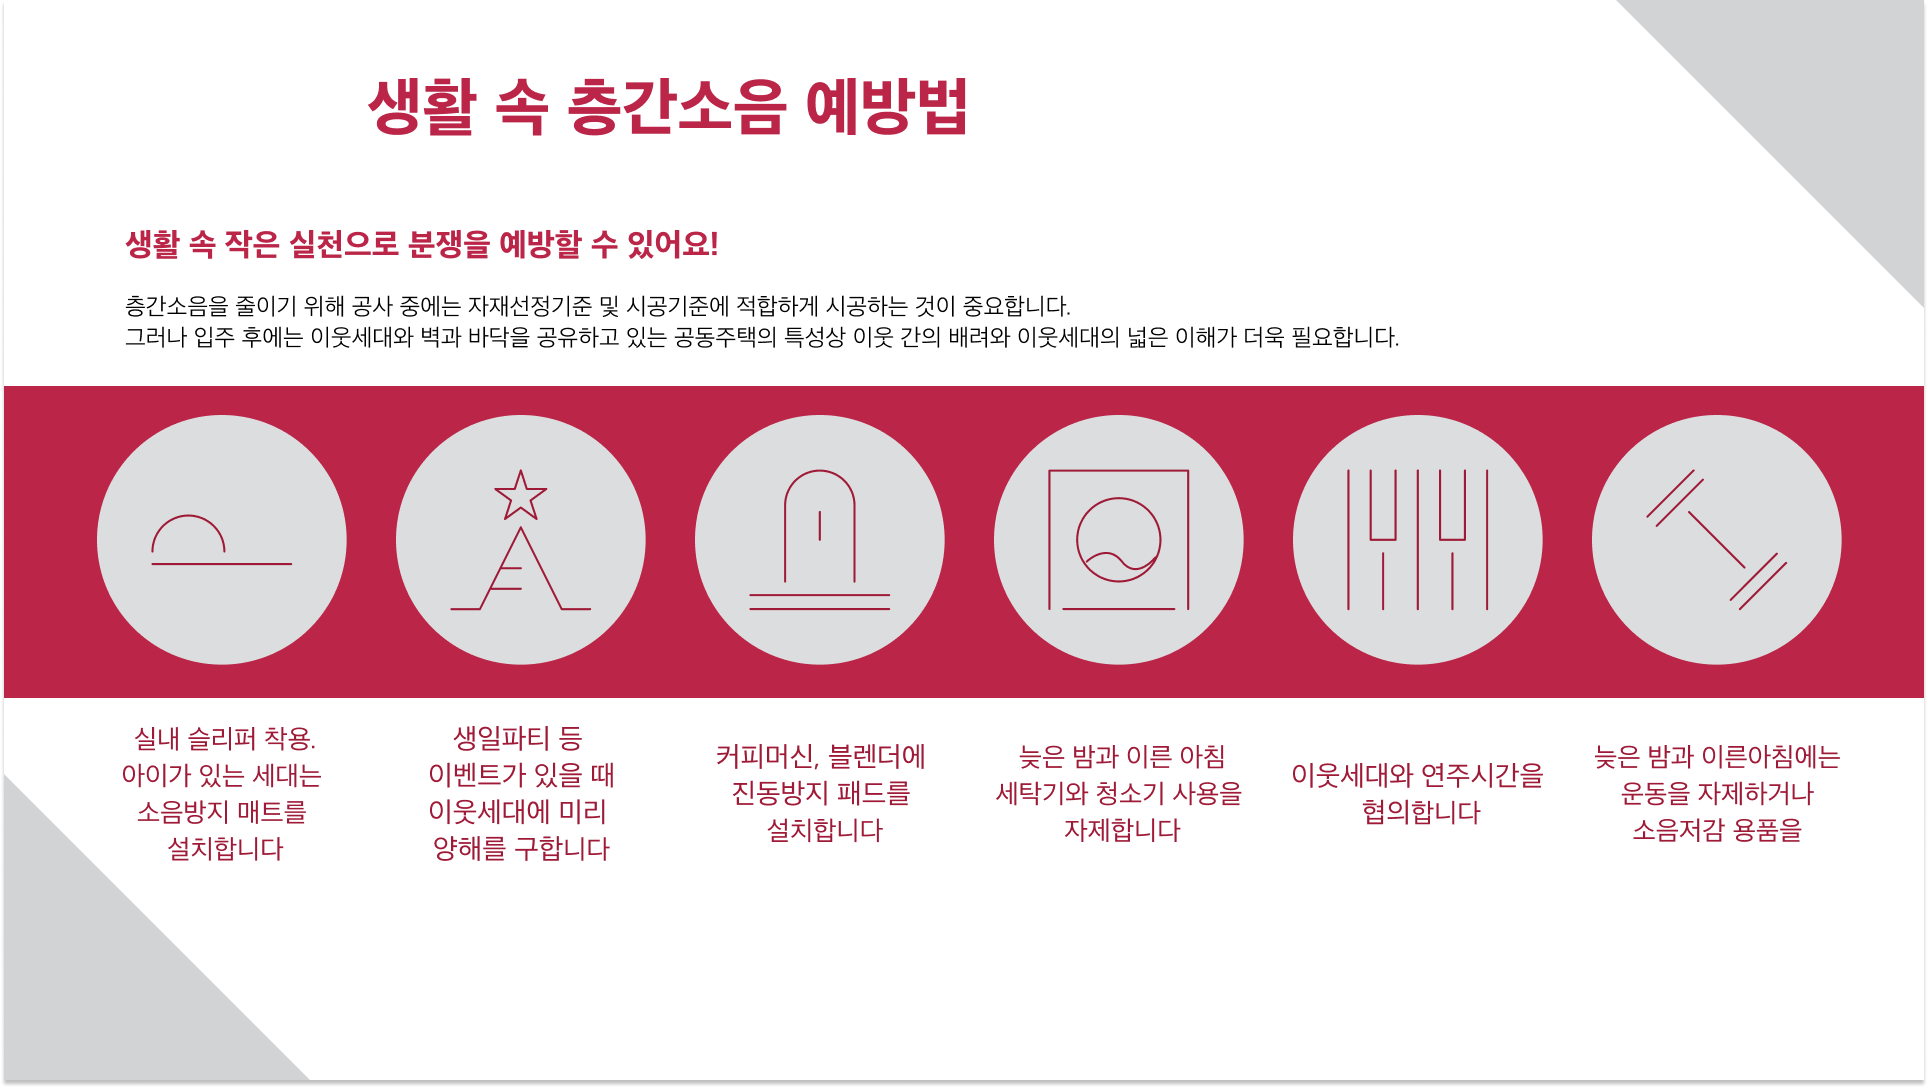 생활 속 층간소음 예방법
생활 속 작은 실천으로 분쟁을 예방할 수 있어요!
층간소음을 줄이기 위해 공사 중에는 자재선정기준 및 시공기준에 적합하게 시공하는 것이 중요합니다.
그러나 입주 후에는 이웃세대와 벽과 바닥을 공유하고 있는 공동주택의 특성상 이웃 간의 배려와 이웃세대의 넓은 이해가 더욱 필요합니다.
실내 슬리퍼 착용.
아이가 있는 세대는
소음방지 매트를
설치합니다
생일파티 등
이벤트가 있을 때
이웃세대에 미리
양해를 구합니다
커피머신, 블렌더에
진동방지 패드를
설치합니다
늦은 밤과 이른 아침
세탁기와 청소기 사용을
자제합니다
이웃세대와 연주시간을
협의합니다
늦은 밤과 이른아침에는
운동을 자제하거나
소음저감 용품을